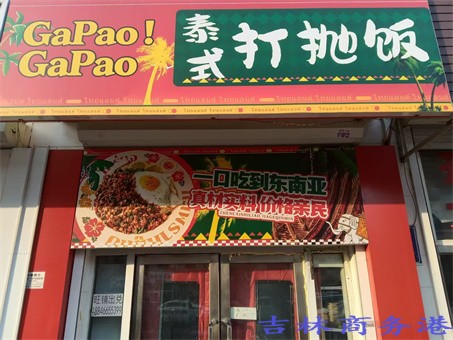 GaPao!
GaPao
泰式
打抛饭
一口吃到东南亚
真材实料价格亲民
旺铺出兑
吉林商务港